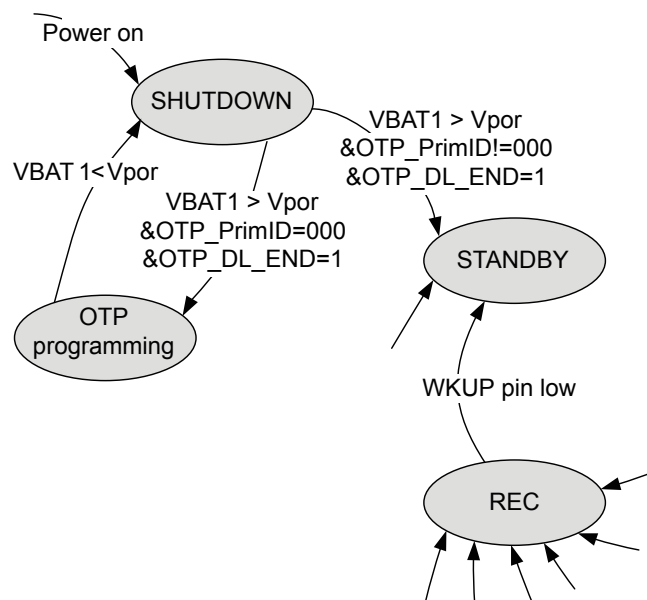 Power on
SHUTDOWN
VBAT1 > Vpor
&OTP_PrimID!=000
&OTP_DL_END=1
VBAT 1<Vpor
VBAT1 > Vpor
&OTP_PrimID=000
&OTP_DL_END=1
STANDBY
OTP
programming
WKUP pin low
REC